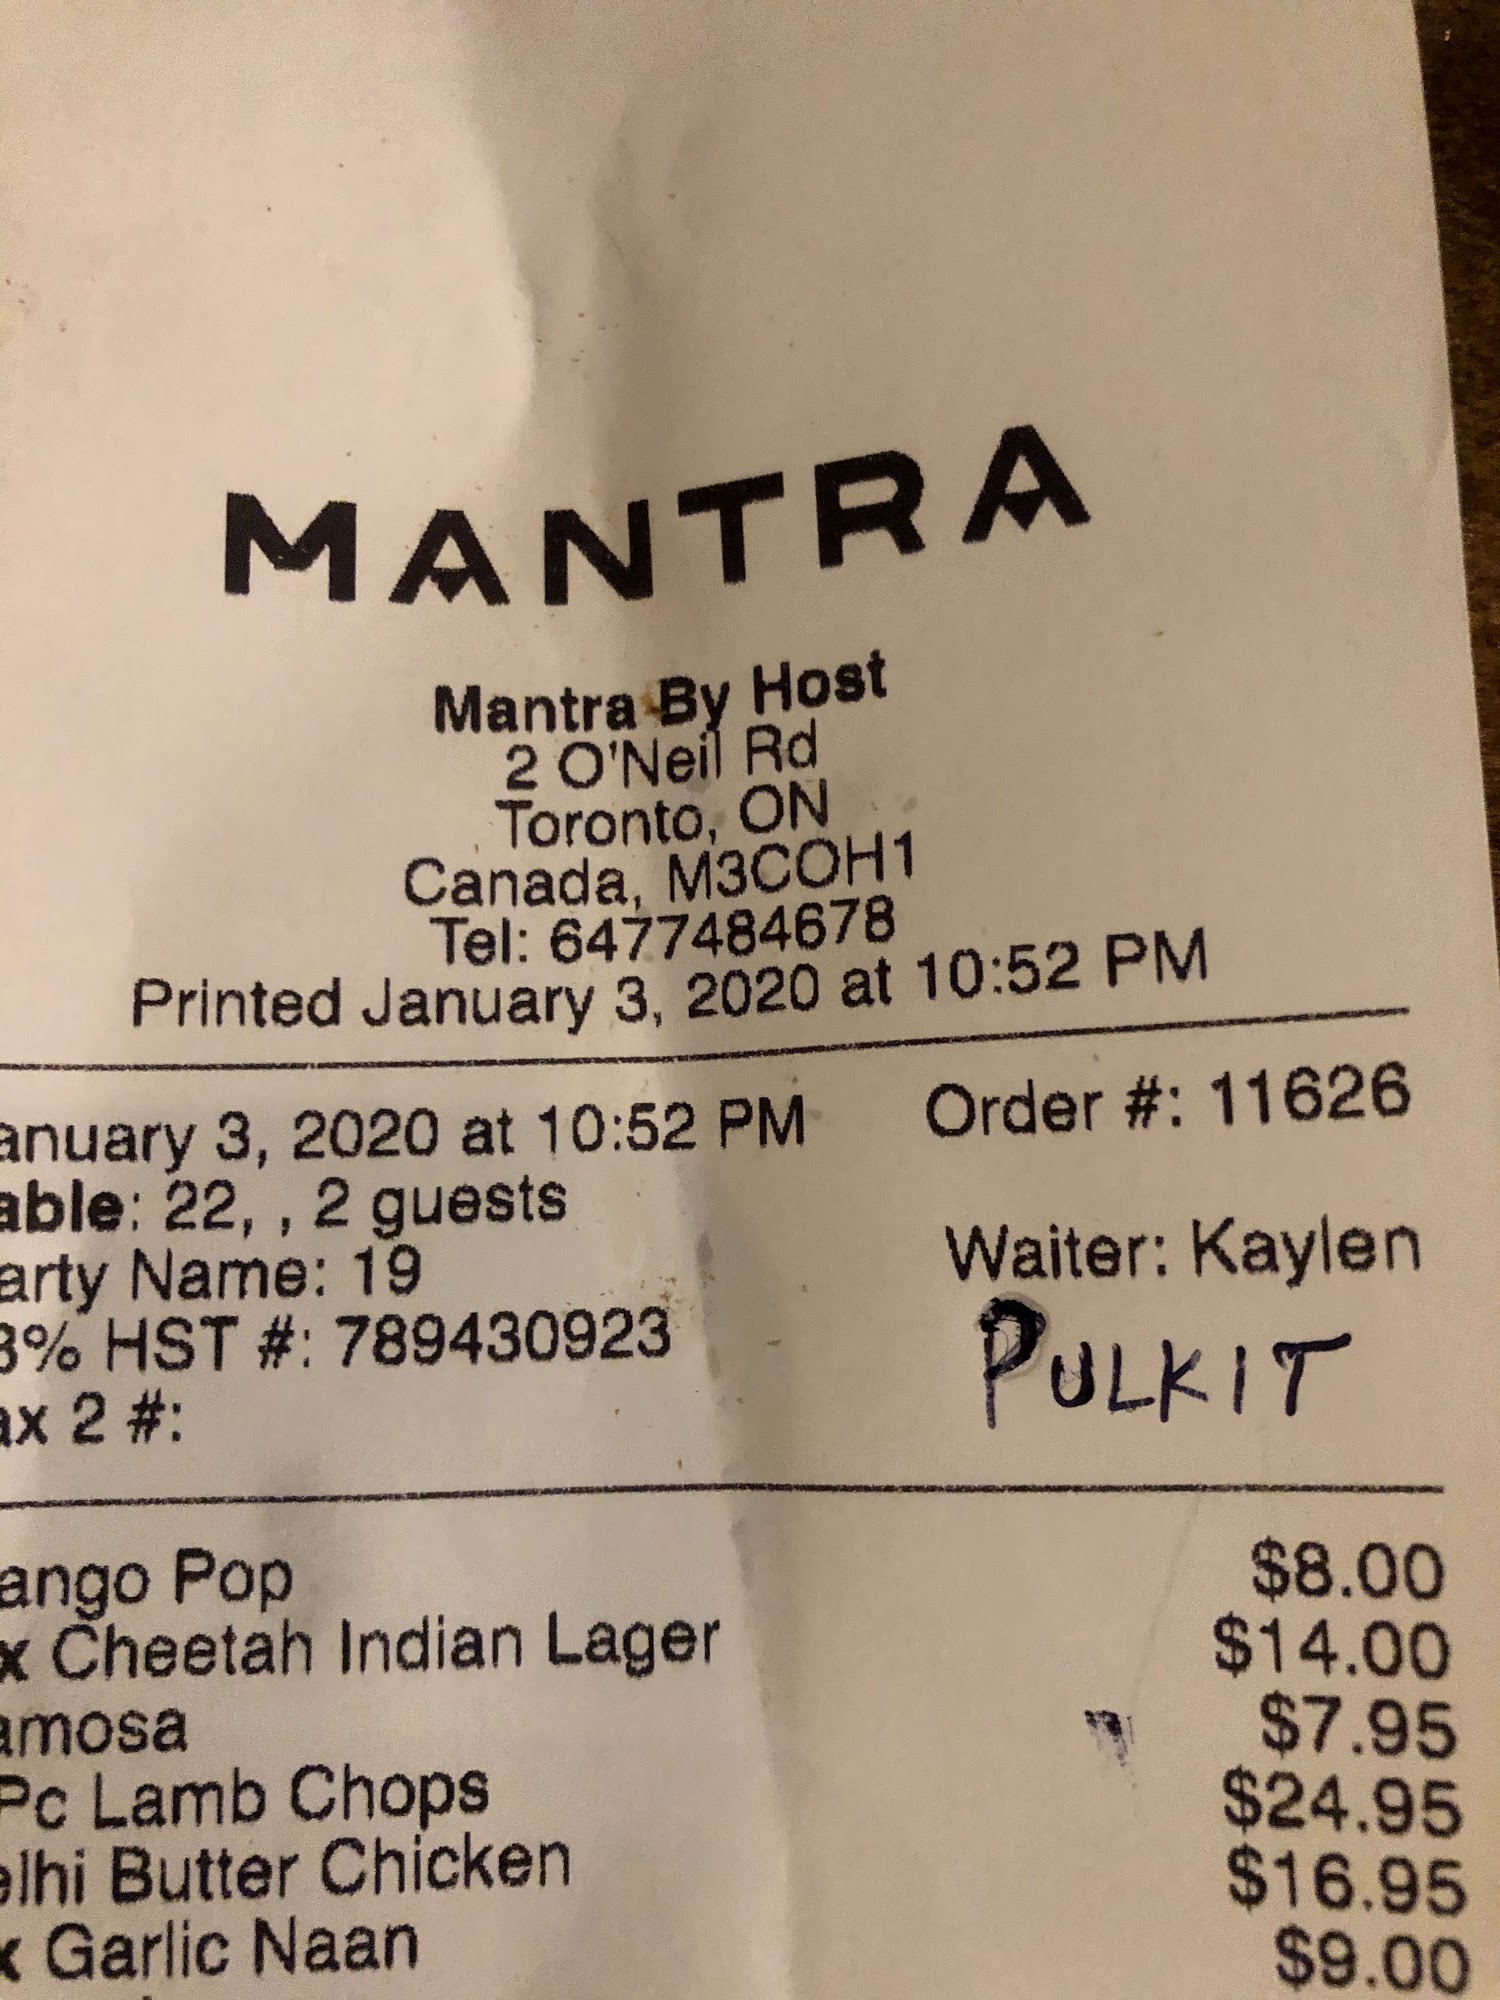 MANTRA
Mantra By Host
2 O'Neil Rd
Toronto, ON
Canada, M3COH1
Tel: 6477484678
Printed January 3, 2020 at 10:52 PM
anuary 3, 2020 at 10:52 PM Order #: 11626
able: 22, , 2 guests
Waiter: Kaylen
arty Name: 19
3% HST #: 789430923
PULKIT
ax 2 #:
ango Pop $8.00
x Cheetah Indian Lager $14.00
amosa $7.95
Pc Lamb Chops $24.95
elhi Butter Chicken $16.95
x Garlic Naan $9.00